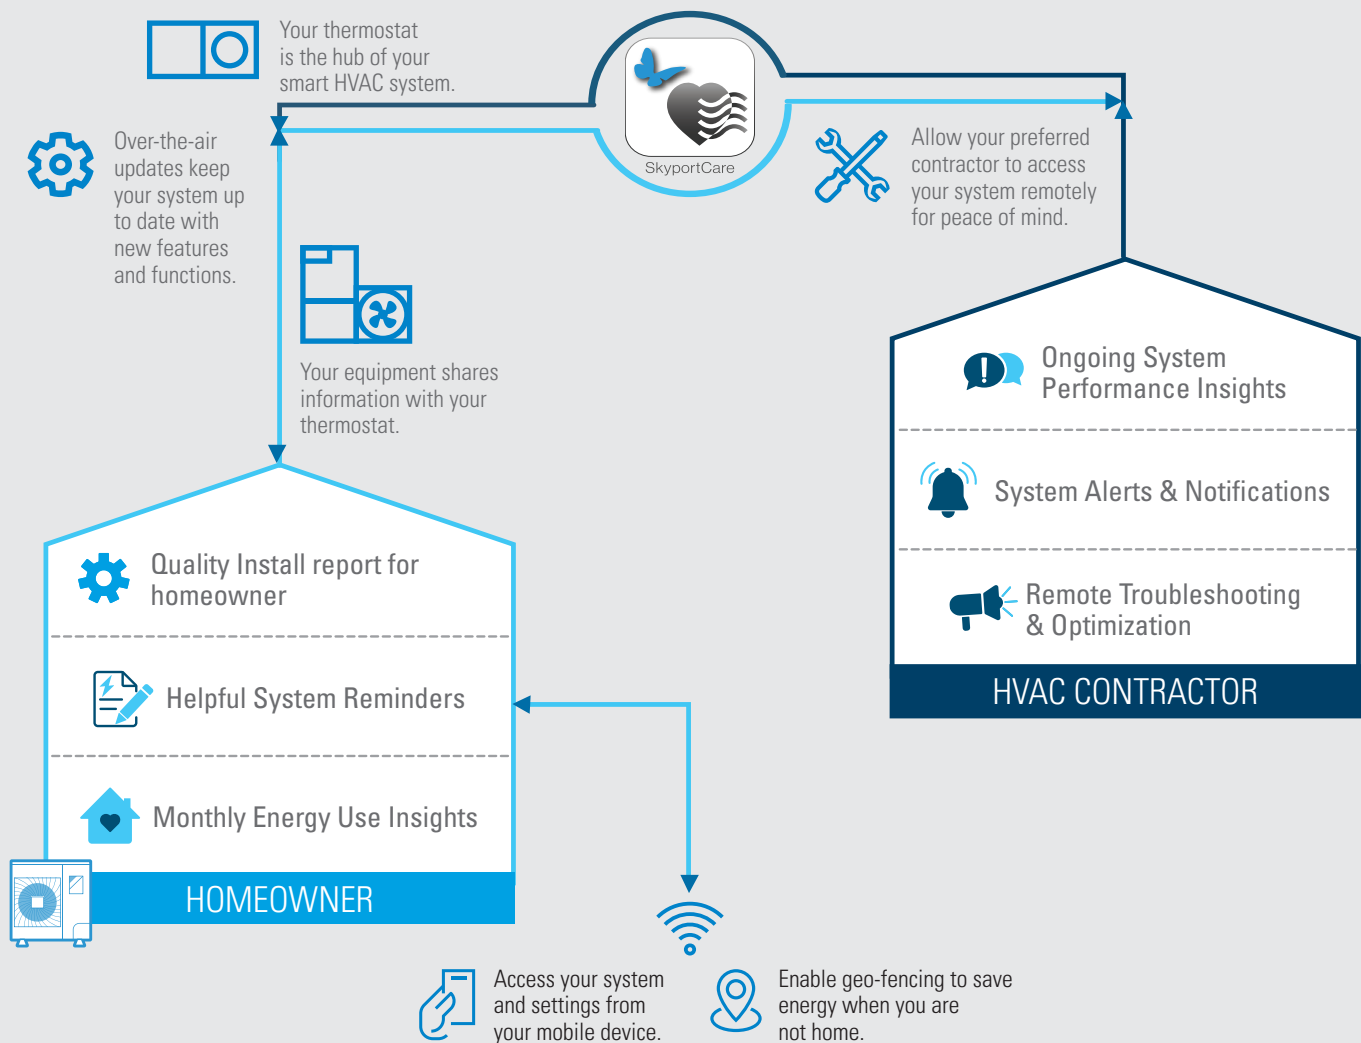 Your thermostat
is the hub of your
smart HVAC system.
SkyportCare
Over-the-air
updates keep
your system up
to date with
new features
and functions.
Allow your preferred
contractor to access
your system remotely
for peace of mind.
Your equipment shares
information with your
thermostat.
Ongoing System
Performance Insights
System Alerts & Notifications
Remote Troubleshooting
& Optimization
HVAC CONTRACTOR
Quality Install report for
homeowner
Helpful System Reminders
Monthly Energy Use Insights
HOMEOWNER
Access your system
and settings from
your mobile device.
Enable geo-fencing to save
energy when you are
not home.